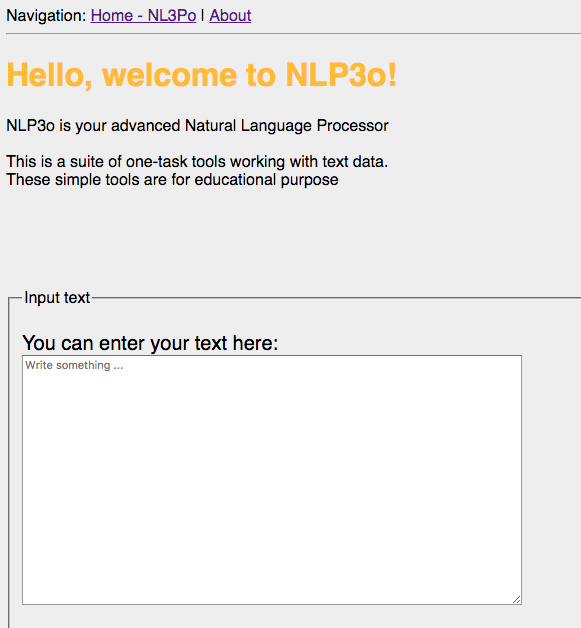 Navigation: Home - NL3Po | About
Hello, welcome to NLP3o!
NLP3o is your advanced Natural Language Processor
This is a suite of one-task tools working with text data.
These simple tools are for educational purpose
Input text
You can enter your text here:
Write something ...